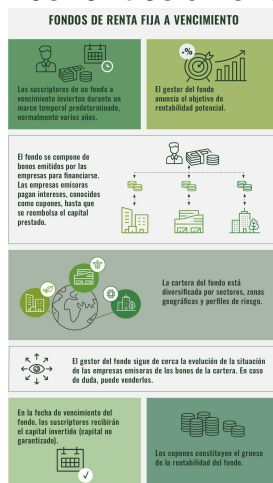 FONDOS DE RENTA FIJA A VENCIMIENTO
Los suscriptores de un fondo a
vencimiento invierten durante un
marco temporal predeterminado,
normalmente varios años.
.%
El gestor del fondo
anuncia el objetivo de
rentabilidad potencial.
El fondo se compone de
bonos emitidos por las
empresas para financiarse.
Las empresas emisoras
pagan intereses, conocidos
como cupones, hasta que
se reembolsa el capital
prestado.
La cartera del fondo está
diversificada por sectores, zonas
geográficas y perfiles de riesgo.
El gestor del fondo sigue de cerca la evolución de la situación
de las empresas emisoras de los bonos de la cartera. En caso
de duda, puede venderlos.
En la fecha de vencimiento del
fondo, los suscriptores recibirán
el capital invertido (capital no
garantizado).
Los cupones constituyen el grueso
de la rentabilidad del fondo.